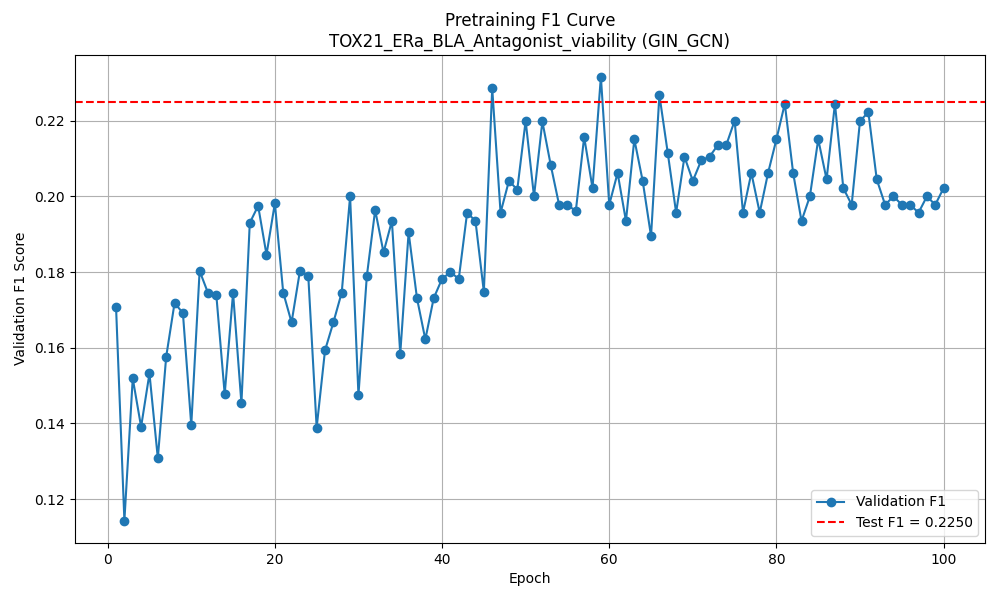 Pretraining F1 Curve
TOX21_ERa_BLA_Antagonist_viability (GIN_GCN)
Validation F1 Score
0.22
0.20
0.18
0.16
0.14
0.12
0
20
40
60
80
100
Epoch
Validation F1
Test F1 = 0.2250